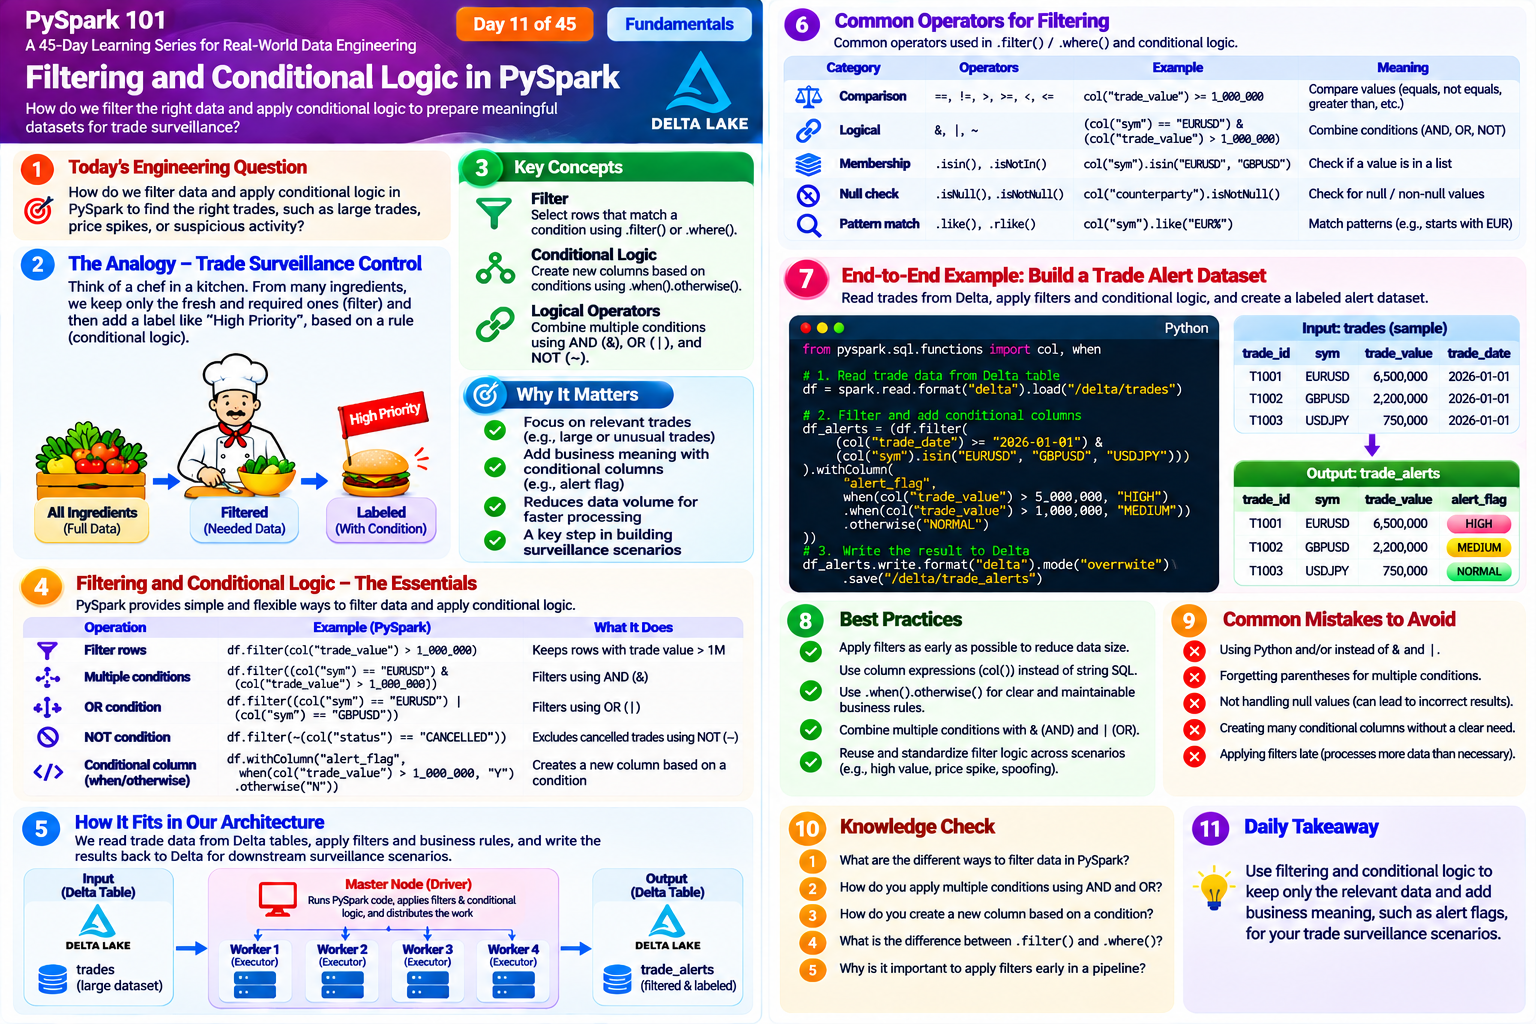 PySpark 101
A 45-Day Learning Series for Real-World Data Engineering
Day 11 of 45
Fundamentals
Filtering and Conditional Logic in PySpark
How do we filter the right data and apply conditional logic to prepare meaningful
datasets for trade surveillance?
DELTA LAKE
1
Today's Engineering Question
How do we filter data and apply conditional logic in
PySpark to find the right trades, such as large trades,
price spikes, or suspicious activity?
2
The Analogy – Trade Surveillance Control
Think of a chef in a kitchen. From many ingredients,
we keep only the fresh and required ones (filter) and
then add a label like "High Priority", based on a rule
(conditional logic).
High Priority
All Ingredients
(Full Data)
Filtered
(Needed Data)
Labeled
(With Condition)
3
Key Concepts
Filter
Select rows that match a
condition using .filter() or .where().
Conditional Logic
Create new columns based on
conditions using .when().otherwise().
Logical Operators
Combine multiple conditions
using AND (&), OR (|), and
NOT (~).
Why It Matters
Focus on relevant trades
(e.g., large or unusual trades)
Add business meaning with
conditional columns
(e.g., alert flag)
Reduces data volume for
faster processing
A key step in building
surveillance scenarios
4
Filtering and Conditional Logic – The Essentials
PySpark provides simple and flexible ways to filter data and apply conditional logic.
Operation Example (PySpark) What It Does
Filter rows df.filter(col("trade_value") > 1_000_000) Keeps rows with trade value > 1M
Multiple conditions df.filter((col("sym") == "EURUSD") &
(col("trade_value") > 1_000_000)) Filters using AND (&)
OR condition df.filter((col("sym") == "EURUSD") |
(col("sym") == "GBPUSD")) Filters using OR (|)
NOT condition df.filter(~(col("status") == "CANCELLED")) Excludes cancelled trades using NOT (~)
Conditional column
(when/otherwise)
df.withColumn("alert_flag",
when(col("trade_value") > 1_000_000, "Y")
.otherwise("N"))
Creates a new column based on a
condition
5
How It Fits in Our Architecture
We read trade data from Delta tables, apply filters and business rules, and write the
results back to Delta for downstream surveillance scenarios.
Input
(Delta Table)
DELTA LAKE
trades
(large dataset)
Master Node (Driver)
Runs PySpark code, applies filters & conditional
logic, and distributes the work
Worker 1
(Executor)
Worker 2
(Executor)
Worker 3
(Executor)
Worker 4
(Executor)
Output
(Delta Table)
DELTA LAKE
trade_alerts
(filtered & labeled)
6
Common Operators for Filtering
Common operators used in .filter() / .where() and conditional logic.
Category Operators Example Meaning
Comparison ==, !=, >, >=, <, <= col("trade_value") >= 1_000_000 Compare values (equals, not equals,
greater than, etc.)
Logical &, |, ~ (col("sym") == "EURUSD") &
(col("trade_value") > 1_000_000) Combine conditions (AND, OR, NOT)
Membership .isin(), .isNotIn() col("sym").isin("EURUSD", "GBPUSD") Check if a value is in a list
Null check .isNull(), .isNotNull() col("counterparty").isNotNull() Check for null / non-null values
Pattern match .like(), .rlike() col("sym").like("EUR%") Match patterns (e.g., starts with EUR)
7
End-to-End Example: Build a Trade Alert Dataset
Read trades from Delta, apply filters and conditional logic, and create a labeled alert dataset.
Python
from pyspark.sql.functions import col, when
# 1. Read trade data from Delta table
df = spark.read.format("delta").load("/delta/trades")
# 2. Filter and add conditional columns
df_alerts = (df.filter(
(col("trade_date") >= "2026-01-01") &
(col("sym").isin("EURUSD", "GBPUSD", "USDJPY")))
).withColumn(
"alert_flag",
when(col("trade_value") > 5_000,000, "HIGH")
.when(col("trade_value") > 1,000,000, "MEDIUM"))
.otherwise("NORMAL")
))
# 3. Write the result to Delta
df_alerts.write.format("delta").mode("overrwite")\
.save("/delta/trade_alerts")
Input: trades (sample)
trade_id sym trade_value trade_date
T1001 EURUSD 6,500,000 2026-01-01
T1002 GBPUSD 2,200,000 2026-01-01
T1003 USDJPY 750,000 2026-01-01
Output: trade_alerts
trade_id sym trade_value alert_flag
T1001 EURUSD 6,500,000 HIGH
T1002 GBPUSD 2,200,000 MEDIUM
T1003 USDJPY 750,000 NORMAL
8
Best Practices
Apply filters as early as possible to reduce data size.
Use column expressions (col()) instead of string SQL.
Use .when().otherwise() for clear and maintainable
business rules.
Combine multiple conditions with & (AND) and | (OR).
Reuse and standardize filter logic across scenarios
(e.g., high value, price spike, spoofing).
9
Common Mistakes to Avoid
Using Python and/or instead of & and |.
Forgetting parentheses for multiple conditions.
Not handling null values (can lead to incorrect results).
Creating many conditional columns without a clear need.
Applying filters late (processes more data than necessary).
10
Knowledge Check
1 What are the different ways to filter data in PySpark?
2 How do you apply multiple conditions using AND and OR?
3 How do you create a new column based on a condition?
4 What is the difference between .filter() and .where()?
5 Why is it important to apply filters early in a pipeline?
11
Daily Takeaway
Use filtering and conditional logic to
keep only the relevant data and add
business meaning, such as alert flags,
for your trade surveillance scenarios.